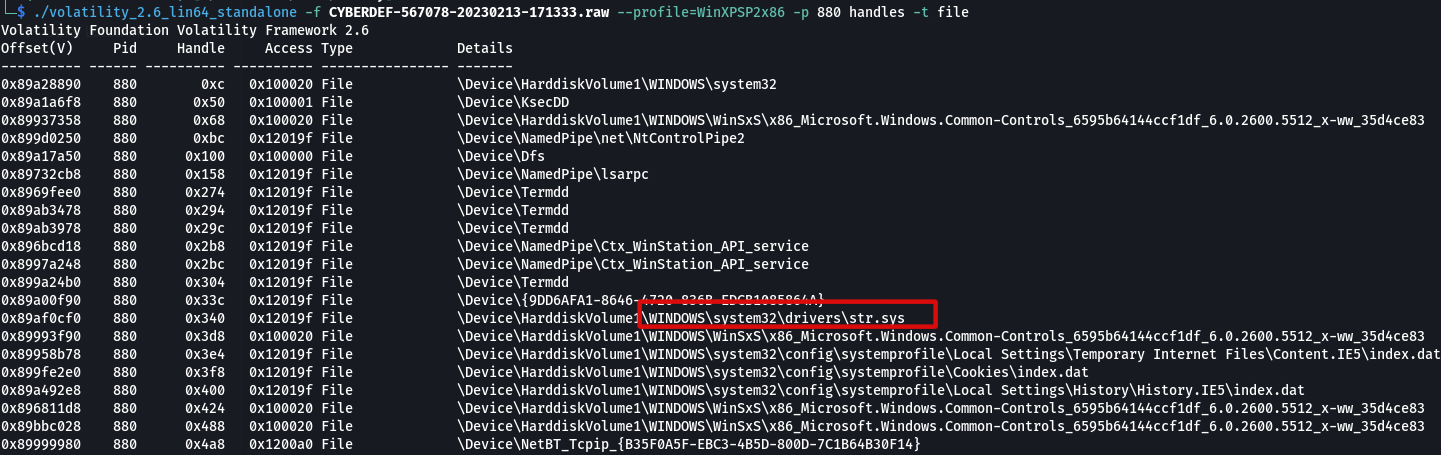 └─$ ./volatility_2.6_lin64_standalone -f CYBERDEF-567078-20230213-171333.raw --profile=WinXPSP2x86 -p 880 handles -t file
Volatility Foundation Volatility Framework 2.6
Offset(V) Pid Handle Access Type Details
---------- ------ ---------- ---------- ---------------- -------
0x89a28890 880 0xc 0x100020 File \Device\HarddiskVolume1\WINDOWS\system32
0x89a1a6f8 880 0x50 0x100001 File \Device\KsecDD
0x89937358 880 0x68 0x100020 File \Device\HarddiskVolume1\WINDOWS\WinSxS\x86_Microsoft.Windows.Common-Controls_6595b64144ccf1df_6.0.2600.5512_x-ww_35d4ce83
0x899d0250 880 0xbc 0x12019f File \Device\NamedPipe\net\NtControlPipe2
0x89a17a50 880 0x100 0x100000 File \Device\Dfs
0x89732cb8 880 0x158 0x12019f File \Device\NamedPipe\lsarpc
0x8969fee0 880 0x274 0x12019f File \Device\Termdd
0x89ab3478 880 0x294 0x12019f File \Device\Termdd
0x89ab3978 880 0x29c 0x12019f File \Device\Termdd
0x896bcd18 880 0x2b8 0x12019f File \Device\NamedPipe\Ctx_WinStation_API_service
0x8997a248 880 0x2bc 0x12019f File \Device\NamedPipe\Ctx_WinStation_API_service
0x899a24b0 880 0x304 0x12019f File \Device\Termdd
0x89a00f90 880 0x33c 0x12019f File \Device\{9DD6AFA1-8646-4720-836B-EDCB1085864A}
0x89af0cf0 880 0x340 0x12019f File \Device\HarddiskVolume1\WINDOWS\system32\drivers\str.sys
0x89993f90 880 0x3d8 0x100020 File \Device\HarddiskVolume1\WINDOWS\WinSxS\x86_Microsoft.Windows.Common-Controls_6595b64144ccf1df_6.0.2600.5512_x-ww_35d4ce83
0x89958b78 880 0x3e4 0x12019f File \Device\HarddiskVolume1\WINDOWS\system32\config\systemprofile\Local Settings\Temporary Internet Files\Content.IE5\index.dat
0x899fe2e0 880 0x3f8 0x12019f File \Device\HarddiskVolume1\WINDOWS\system32\config\systemprofile\Cookies\index.dat
0x89a492e8 880 0x400 0x12019f File \Device\HarddiskVolume1\WINDOWS\system32\config\systemprofile\Local Settings\History\History.IE5\index.dat
0x896811d8 880 0x424 0x100020 File \Device\HarddiskVolume1\WINDOWS\WinSxS\x86_Microsoft.Windows.Common-Controls_6595b64144ccf1df_6.0.2600.5512_x-ww_35d4ce83
0x89bbc028 880 0x488 0x100020 File \Device\HarddiskVolume1\WINDOWS\WinSxS\x86_Microsoft.Windows.Common-Controls_6595b64144ccf1df_6.0.2600.5512_x-ww_35d4ce83
0x89999980 880 0x4a8 0x1200a0 File \Device\NetBT_Tcpip_{B35F0A5F-EBC3-4B5D-800D-7C1B64B30F14}